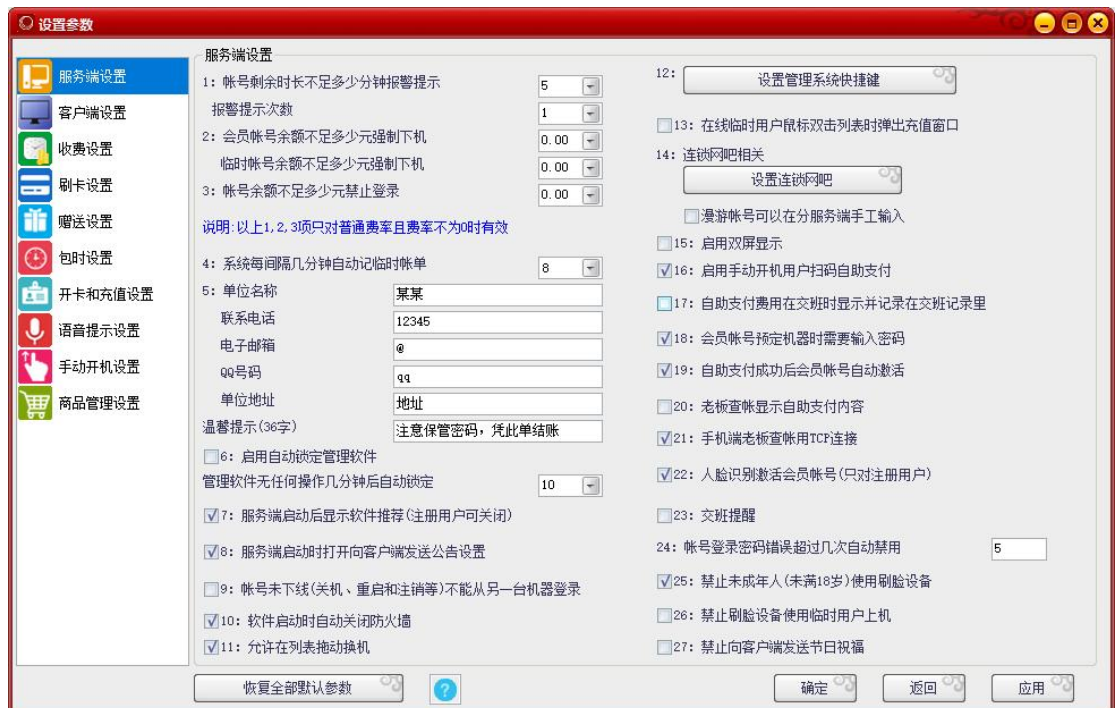 设置参数
服务端设置
客户端设置
收费设置
刷卡设置
赠送设置
包时设置
开卡和充值设置
语音提示设置
手动开机设置
商品管理设置
服务端设置
1: 帐号剩余时长不足多少分钟报警提示 5
报警提示次数 1
2: 会员帐号余额不足多少元强制下机 0.00
临时帐号余额不足多少元强制下机 0.00
3: 帐号余额不足多少元禁止登录 0.00
说明:以上1,2,3项只对普通费率且费率不为0时有效
4: 系统每间隔几分钟自动记临时帐单 8
5: 单位名称 某某
联系电话 12345
电子邮箱 @
QQ号码 qq
单位地址 地址
温馨提示(36字) 注意保管密码，凭此单结账
6: 启用自动锁定管理软件
管理软件无任何操作几分钟后自动锁定 10
7: 服务端启动后显示软件推荐(注册用户可关闭)
8: 服务端启动时打开向客户端发送公告设置
9: 帐号未下线(关机、重启和注销等)不能从另一台机器登录
10: 软件启动时自动关闭防火墙
11: 允许在列表拖动换机
12: 设置管理系统快捷键
13: 在线临时用户鼠标双击列表时弹出充值窗口
14: 连锁网吧相关
设置连锁网吧
漫游帐号可以在分服务端手工输入
15: 启用双屏显示
16: 启用手动开机用户扫码自助支付
17: 自助支付费用在交班时显示并记录在交班记录里
18: 会员帐号预定机器时需要输入密码
19: 自助支付成功后会员帐号自动激活
20: 老板查帐显示自助支付内容
21: 手机端老板查帐用TCP连接
22: 人脸识别激活会员帐号(只对注册用户)
23: 交班提醒
24: 帐号登录密码错误超过几次自动禁用 5
25: 禁止未成年人(未满18岁)使用刷脸设备
26: 禁止刷脸设备使用临时用户上机
27: 禁止向客户端发送节日祝福
恢复全部默认参数 ? 确定 返回 应用